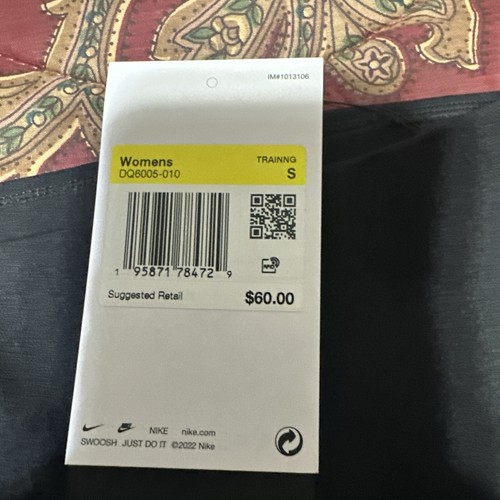 IM#1013106
Womens TRAINNG
DQ6005-010 S
1 95871 78472 9
Suggested Retail $60.00
NIKE nike.com
SWOOSH JUST DO IT ©2022 Nike